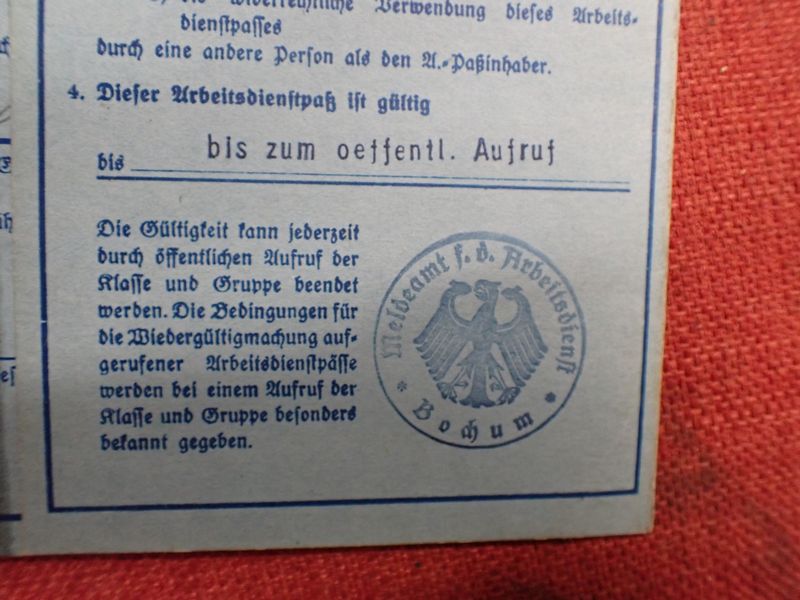 die widerrechtliche Verwendung dieses Arbeits-
dienstpasses
durch eine andere Person als den A.-Paßinhaber.
4. Dieser Arbeitsdienstpaß ist gültig
bis bis zum oeffentl. Aufruf
Die Gültigkeit kann jederzeit
durch öffentlichen Aufruf der
Klasse und Gruppe beendet
werden. Die Bedingungen für
die Wiedergültigmachung auf-
gerufener Arbeitsdienstpässe
werden bei einem Aufruf der
Klasse und Gruppe besonders
bekannt gegeben.
Meldeamt f. d. Arbeitsdienst
* Bochum *